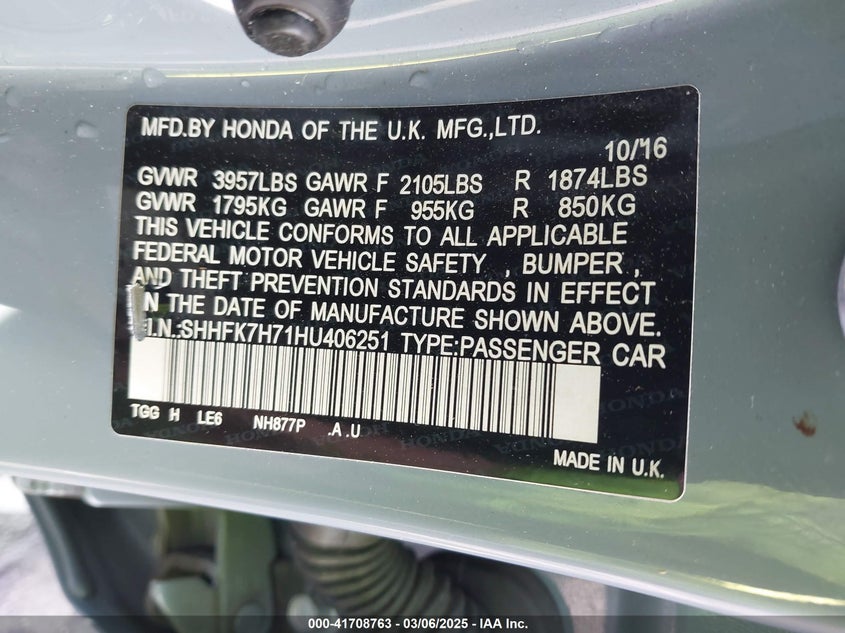 MFD.BY HONDA OF THE U.K. MFG.,LTD.
10/16
GVWR 3957LBS GAWR F 2105LBS R 1874LBS
GVWR 1795KG GAWR F 955KG R 850KG
THIS VEHICLE CONFORMS TO ALL APPLICABLE
FEDERAL MOTOR VEHICLE SAFETY , BUMPER ,
AND THEFT PREVENTION STANDARDS IN EFFECT
ON THE DATE OF MANUFACTURE SHOWN ABOVE.
V.I.N.:SHHFK7H71HU406251 TYPE:PASSENGER CAR
TGG H LE6 NH877P .A .U
MADE IN U.K.
000-41708763 - 03/06/2025 - IAA Inc.